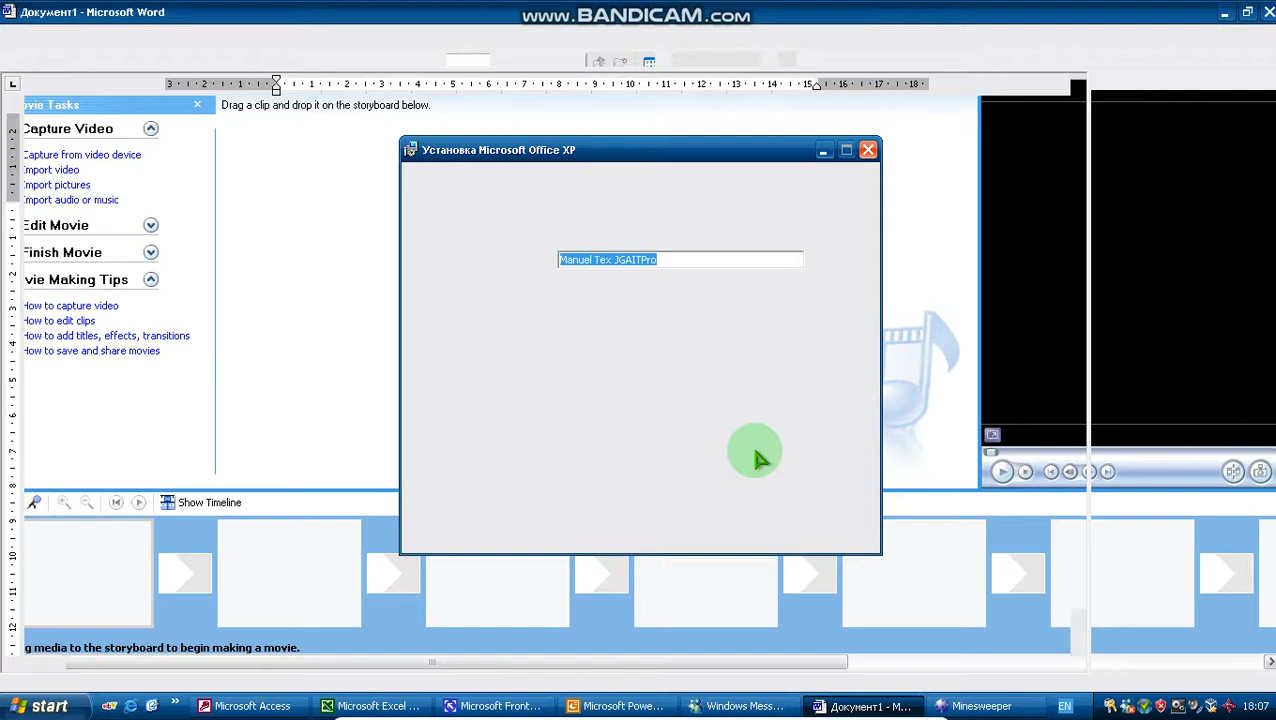 Документ1 - Microsoft Word
www.BANDICAM.com
3 2 1 1 2 3 4 5 6 7 8 9 10 11 12 13 14 15 16 17 18
ovie Tasks
Drag a clip and drop it on the storyboard below.
Capture Video
Capture from video device
Import video
Import pictures
Import audio or music
Edit Movie
Finish Movie
vie Making Tips
How to capture video
How to edit clips
How to add titles, effects, transitions
How to save and share movies
Установка Microsoft Office XP
Manuel Tex JGAITPro
Show Timeline
g media to the storyboard to begin making a movie.
start
Microsoft Access
Microsoft Excel ...
Microsoft Front...
Microsoft Powe...
Windows Mess...
Документ1 - M...
Minesweeper
EN
18:07